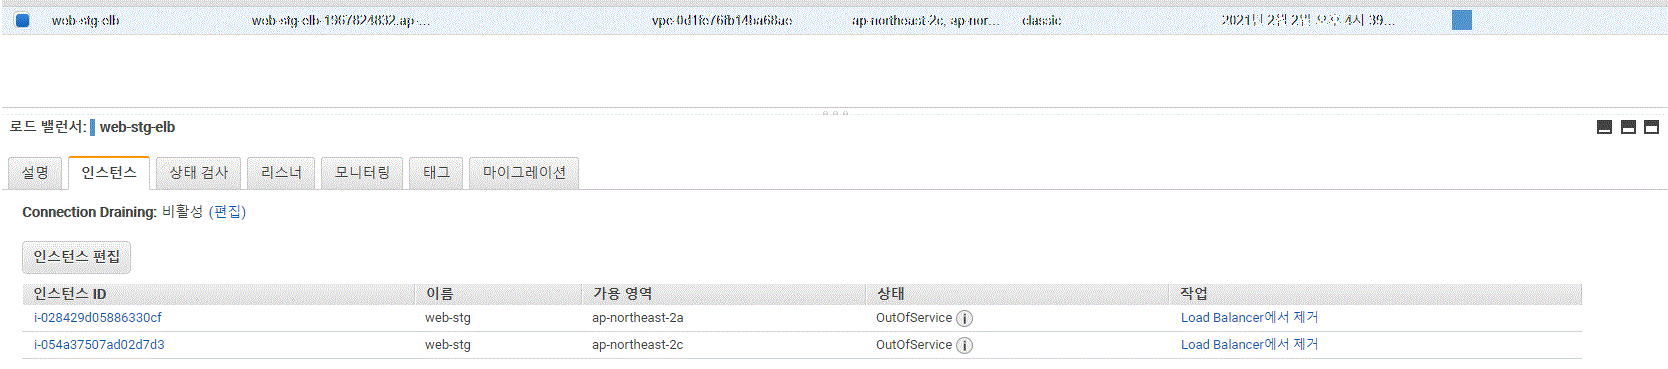 web-stg-elb web-stg-elb-1967824832.ap-... vpc-0d1fe76fb14ba68ae ap-northeast-2c, ap-nor... classic 2021년 2월 2일 오후 4시 39...
로드 밸런서: web-stg-elb
설명 인스턴스 상태 검사 리스너 모니터링 태그 마이그레이션
Connection Draining: 비활성 (편집)
인스턴스 편집
인스턴스 ID 이름 가용 영역 상태 작업
i-028429d05886330cf web-stg ap-northeast-2a OutOfService i Load Balancer에서 제거
i-054a37507ad02d7d3 web-stg ap-northeast-2c OutOfService i Load Balancer에서 제거